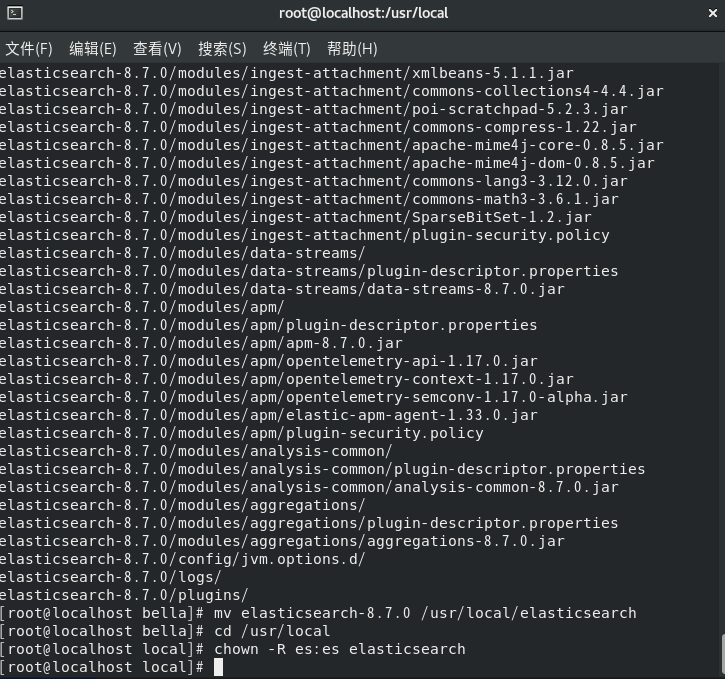 root@localhost:/usr/local
文件(F) 编辑(E) 查看(V) 搜索(S) 终端(T) 帮助(H)
elasticsearch-8.7.0/modules/ingest-attachment/xmlbeans-5.1.1.jar
elasticsearch-8.7.0/modules/ingest-attachment/commons-collections4-4.4.jar
elasticsearch-8.7.0/modules/ingest-attachment/poi-scratchpad-5.2.3.jar
elasticsearch-8.7.0/modules/ingest-attachment/commons-compress-1.22.jar
elasticsearch-8.7.0/modules/ingest-attachment/apache-mime4j-core-0.8.5.jar
elasticsearch-8.7.0/modules/ingest-attachment/apache-mime4j-dom-0.8.5.jar
elasticsearch-8.7.0/modules/ingest-attachment/commons-lang3-3.12.0.jar
elasticsearch-8.7.0/modules/ingest-attachment/commons-math3-3.6.1.jar
elasticsearch-8.7.0/modules/ingest-attachment/SparseBitSet-1.2.jar
elasticsearch-8.7.0/modules/ingest-attachment/plugin-security.policy
elasticsearch-8.7.0/modules/data-streams/
elasticsearch-8.7.0/modules/data-streams/plugin-descriptor.properties
elasticsearch-8.7.0/modules/data-streams/data-streams-8.7.0.jar
elasticsearch-8.7.0/modules/apm/
elasticsearch-8.7.0/modules/apm/plugin-descriptor.properties
elasticsearch-8.7.0/modules/apm/apm-8.7.0.jar
elasticsearch-8.7.0/modules/apm/opentelemetry-api-1.17.0.jar
elasticsearch-8.7.0/modules/apm/opentelemetry-context-1.17.0.jar
elasticsearch-8.7.0/modules/apm/opentelemetry-semconv-1.17.0-alpha.jar
elasticsearch-8.7.0/modules/apm/elastic-apm-agent-1.33.0.jar
elasticsearch-8.7.0/modules/apm/plugin-security.policy
elasticsearch-8.7.0/modules/analysis-common/
elasticsearch-8.7.0/modules/analysis-common/plugin-descriptor.properties
elasticsearch-8.7.0/modules/analysis-common/analysis-common-8.7.0.jar
elasticsearch-8.7.0/modules/aggregations/
elasticsearch-8.7.0/modules/aggregations/plugin-descriptor.properties
elasticsearch-8.7.0/modules/aggregations/aggregations-8.7.0.jar
elasticsearch-8.7.0/config/jvm.options.d/
elasticsearch-8.7.0/logs/
elasticsearch-8.7.0/plugins/
[root@localhost bella]# mv elasticsearch-8.7.0 /usr/local/elasticsearch
[root@localhost bella]# cd /usr/local
[root@localhost local]# chown -R es:es elasticsearch
[root@localhost local]#